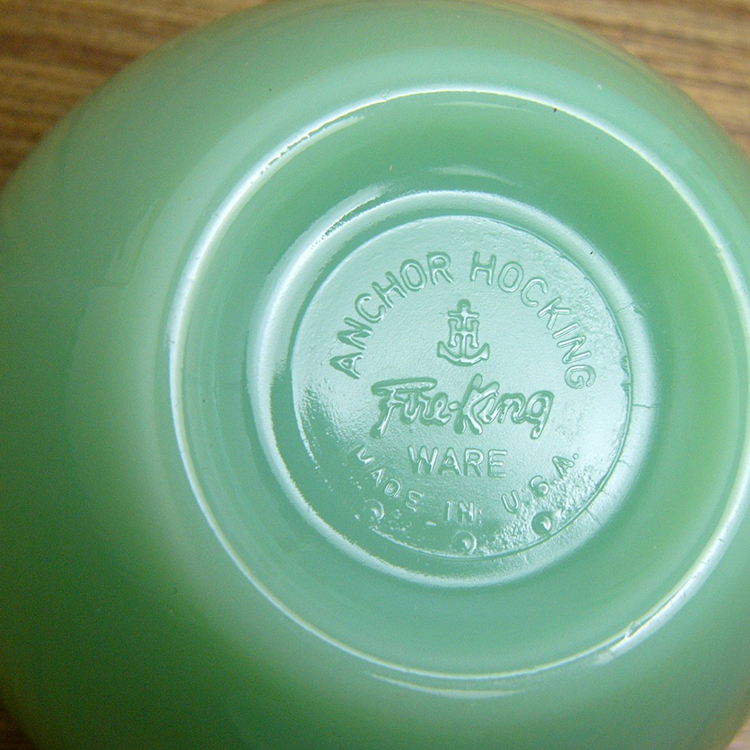 ANCHOR HOCKING
Fire-King
WARE
MADE IN U.S.A.